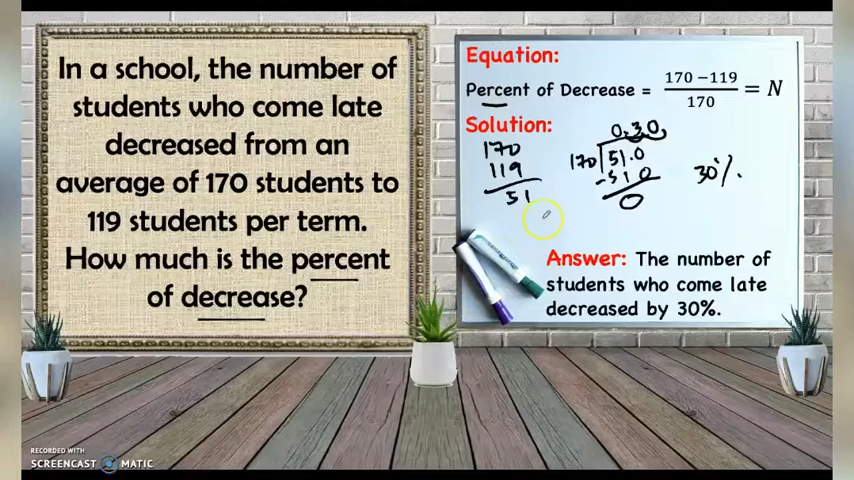 In a school, the number of
students who come late
decreased from an
average of 170 students to
119 students per term.
How much is the percent
of decrease?
Equation:
Percent of Decrease = 170 -119 / 170 = N
Solution:
170
119
51
0.30
170 51.0
-51 0
0
30%.
Answer: The number of
students who come late
decreased by 30%.
RECORDED WITH
SCREENCAST MATIC